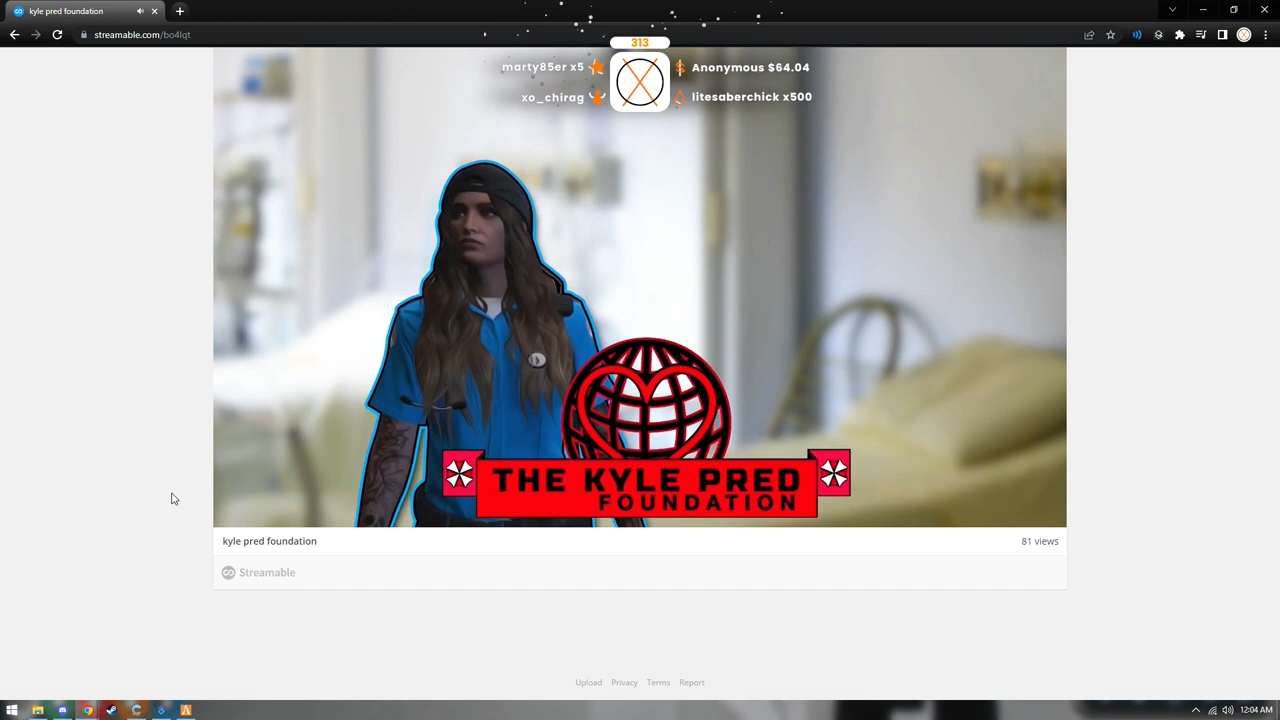 kyle pred foundation
streamable.com/bo4lqt
313
marty85er x5
Anonymous $64.04
xo_chirag
litesaberchick x500
THE KYLE PRED
FOUNDATION
kyle pred foundation
81 views
Streamable
Upload
Privacy
Terms
Report
12:04 AM